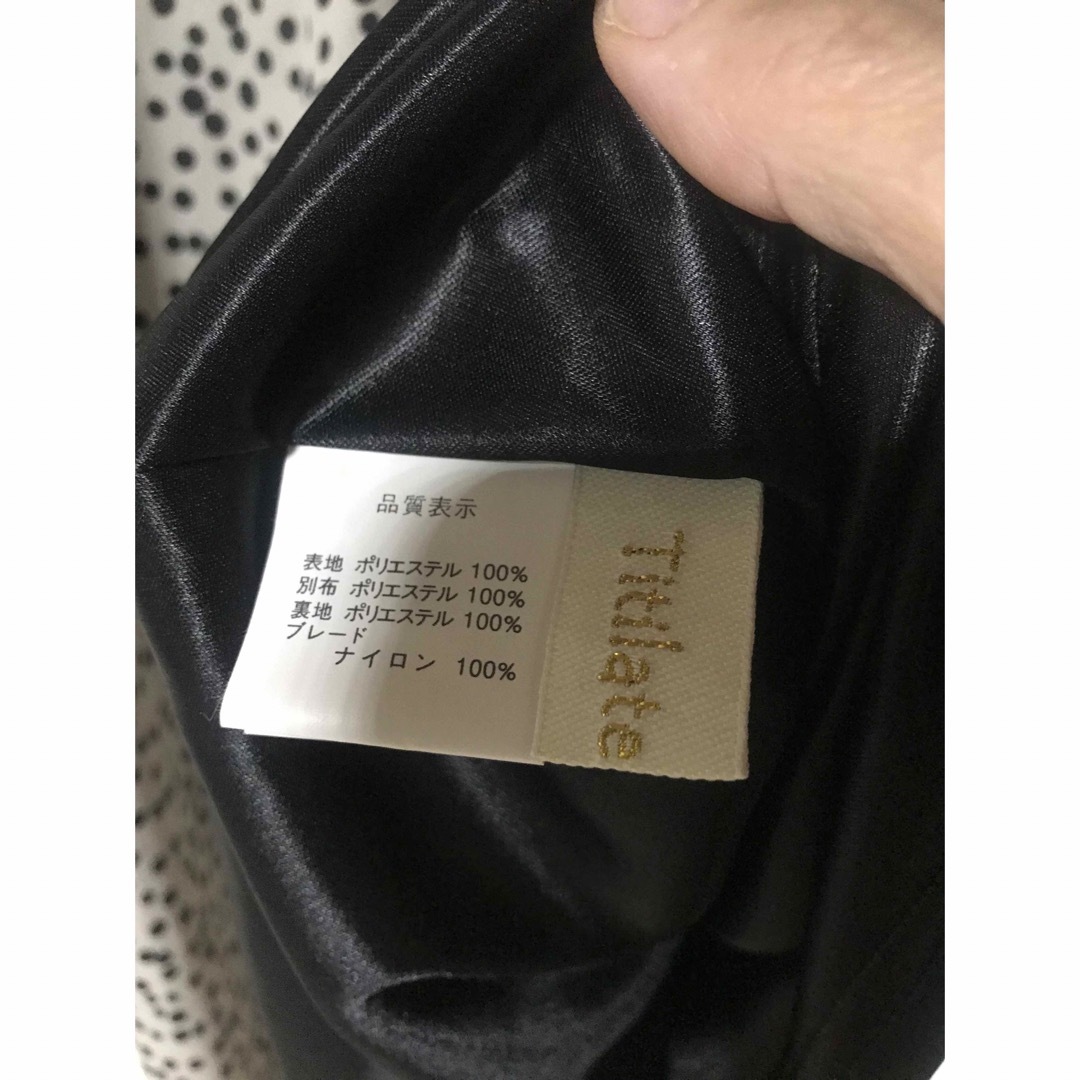 品質表示
表地 ポリエステル 100%
別布 ポリエステル 100%
裏地 ポリエステル 100%
ブレード
ナイロン 100%
Titilate